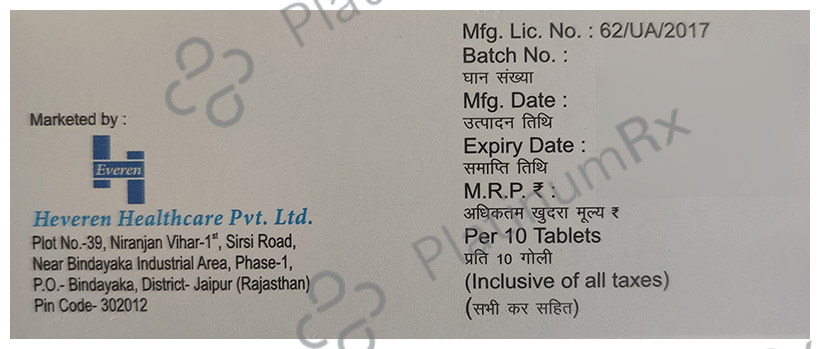 Marketed by :
Everen
Heveren Healthcare Pvt. Ltd.
Plot No.-39, Niranjan Vihar-1st, Sirsi Road,
Near Bindayaka Industrial Area, Phase-1,
P.O.- Bindayaka, District- Jaipur (Rajasthan)
Pin Code- 302012
Mfg. Lic. No. : 62/UA/2017
Batch No. :
घान संख्या
Mfg. Date :
उत्पादन तिथि
Expiry Date :
समाप्ति तिथि
M.R.P. ₹ :
अधिकतम खुदरा मूल्य ₹
Per 10 Tablets
प्रति 10 गोली
(Inclusive of all taxes)
(सभी कर सहित)
PlatinumRx